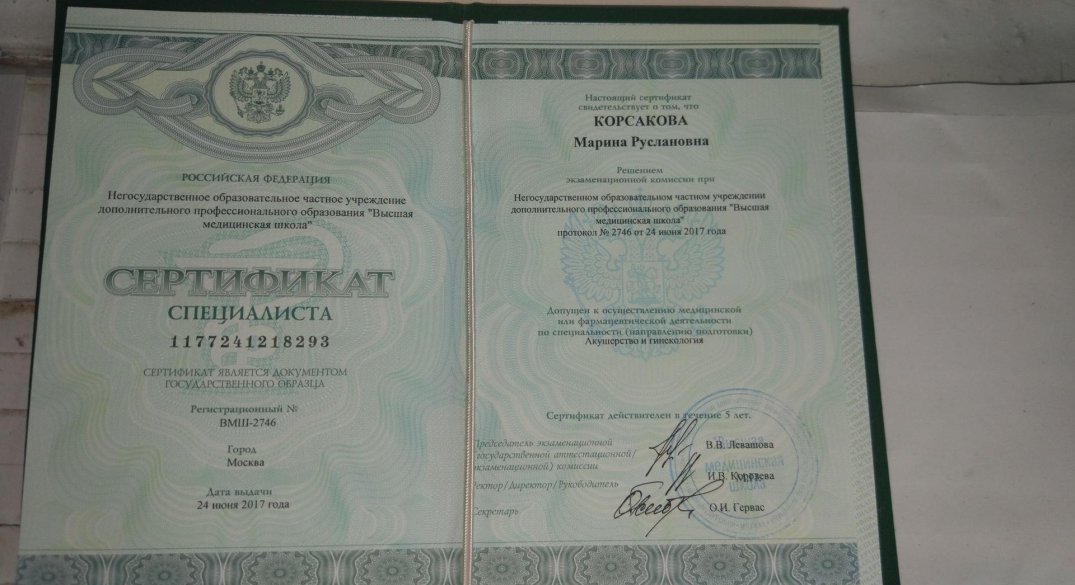 РОССИЙСКАЯ ФЕДЕРАЦИЯ
Негосударственное образовательное частное учреждение
дополнительного профессионального образования "Высшая
медицинская школа"
СЕРТИФИКАТ
СПЕЦИАЛИСТА
1177241218293
СЕРТИФИКАТ ЯВЛЯЕТСЯ ДОКУМЕНТОМ
ГОСУДАРСТВЕННОГО ОБРАЗЦА
Регистрационный №
ВМШ-2746
Город
Москва
Дата выдачи
24 июня 2017 года
Настоящий сертификат
свидетельствует о том, что
КОРСАКОВА
Марина Руслановна
Решением
экзаменационной комиссии при
Негосударственном образовательном частном учреждении
дополнительного профессионального образования "Высшая
медицинская школа"
протокол № 2746 от 24 июня 2017 года
Допущен к осуществлению медицинской
или фармацевтической деятельности
по специальности (направлению подготовки)
Акушерство и гинекология
Сертификат действителен в течение 5 лет.
Председатель экзаменационной
государственной аттестационной/
экзаменационной) комиссии
В.В. Левашова
Ректор/Директор/Руководитель
И.В. Королева
Секретарь
О.И. Гервас